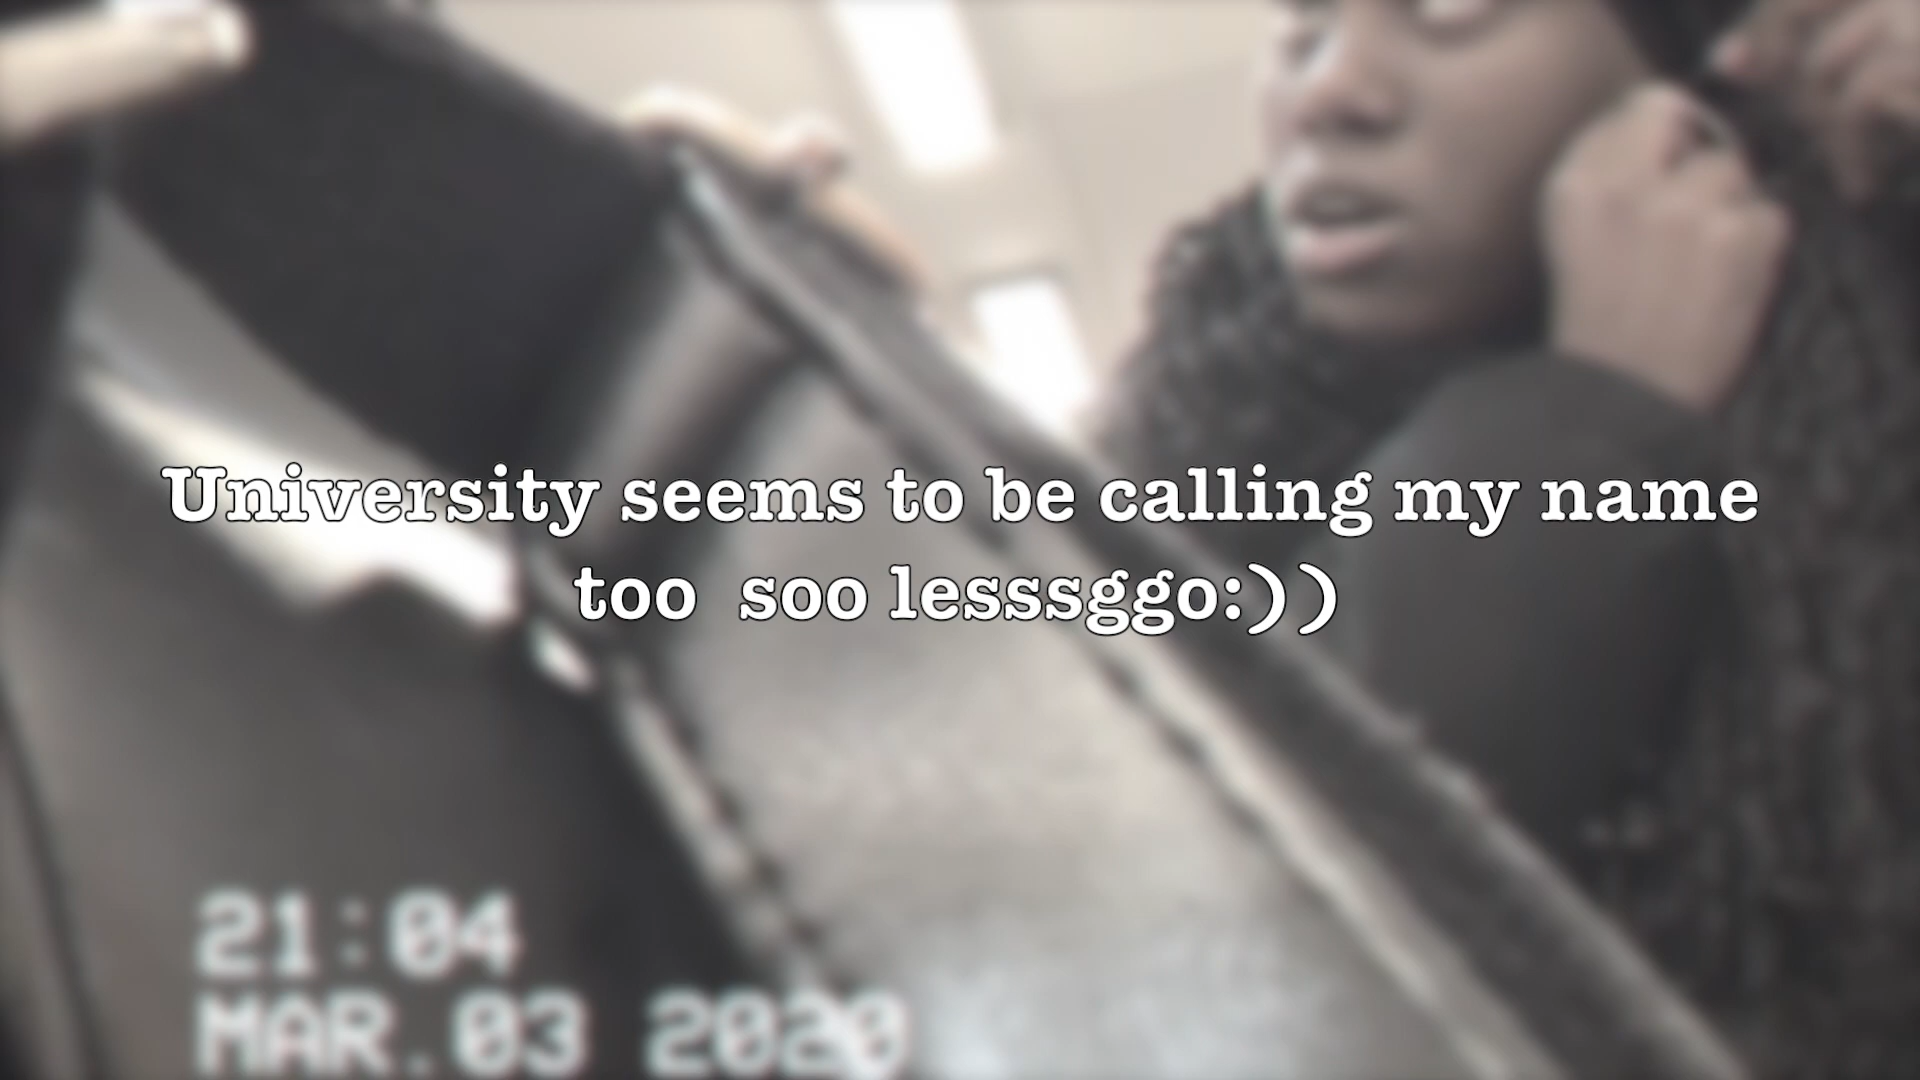 University seems to be calling my name
too  soo lesssggo:))
21:04
MAR.03 2020